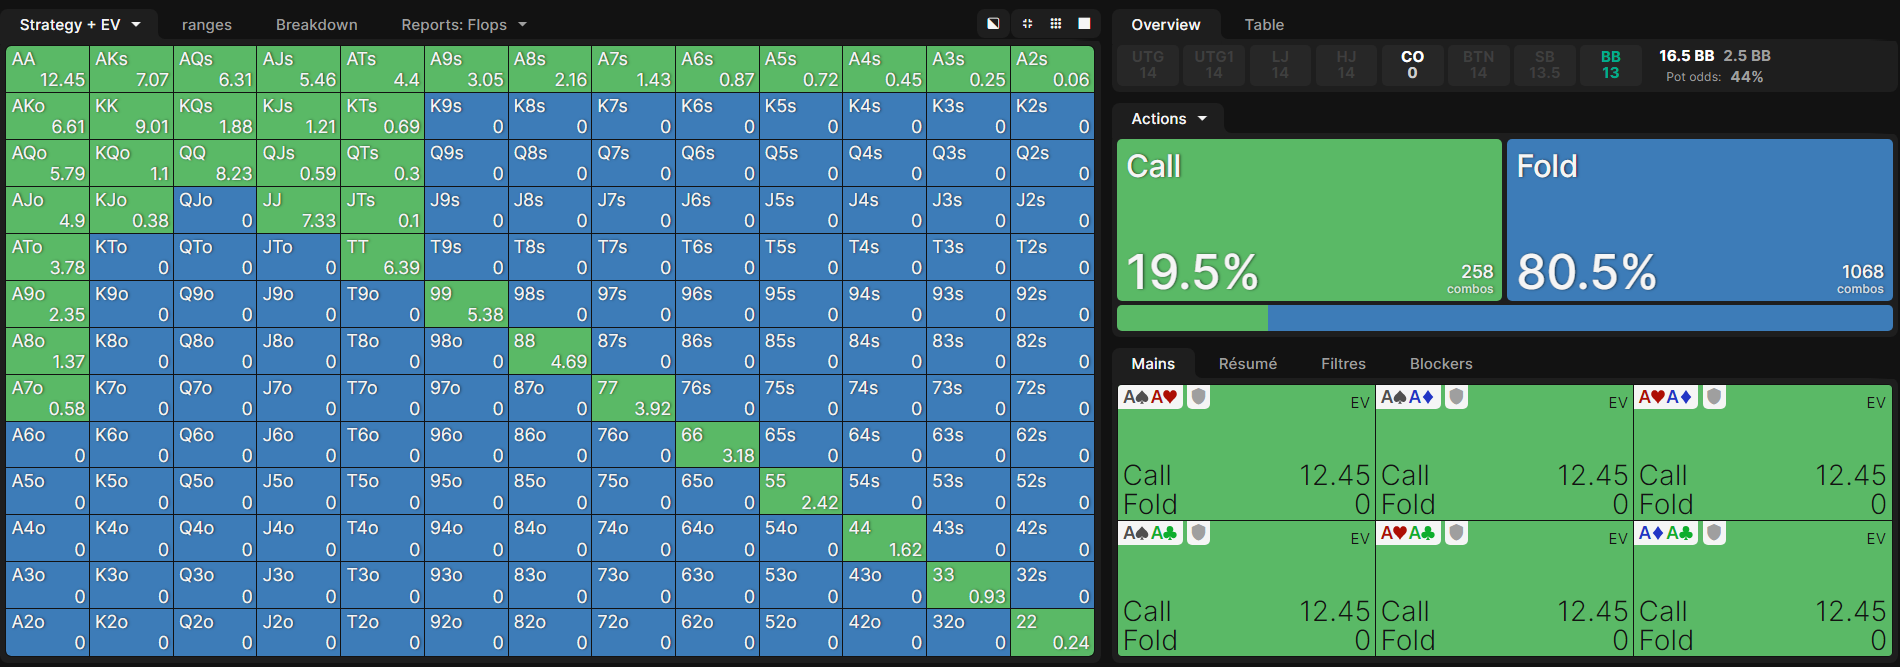 Strategy + EV ranges Breakdown Reports: Flops
AA AKs AQs AJs ATs A9s A8s A7s A6s A5s A4s A3s A2s
12.45 7.07 6.31 5.46 4.4 3.05 2.16 1.43 0.87 0.72 0.45 0.25 0.06
AKo KK KQs KJs KTs K9s K8s K7s K6s K5s K4s K3s K2s
6.61 9.01 1.88 1.21 0.69 0 0 0 0 0 0 0 0
AQo KQo QQ QJs QTs Q9s Q8s Q7s Q6s Q5s Q4s Q3s Q2s
5.79 1.1 8.23 0.59 0.3 0 0 0 0 0 0 0 0
AJo KJo QJo JJ JTs J9s J8s J7s J6s J5s J4s J3s J2s
4.9 0.38 0 7.33 0.1 0 0 0 0 0 0 0 0
ATo KTo QTo JTo TT T9s T8s T7s T6s T5s T4s T3s T2s
3.78 0 0 0 6.39 0 0 0 0 0 0 0 0
A9o K9o Q9o J9o T9o 99 98s 97s 96s 95s 94s 93s 92s
2.35 0 0 0 0 5.38 0 0 0 0 0 0 0
A8o K8o Q8o J8o T8o 98o 88 87s 86s 85s 84s 83s 82s
1.37 0 0 0 0 0 4.69 0 0 0 0 0 0
A7o K7o Q7o J7o T7o 97o 87o 77 76s 75s 74s 73s 72s
0.58 0 0 0 0 0 0 3.92 0 0 0 0 0
A6o K6o Q6o J6o T6o 96o 86o 76o 66 65s 64s 63s 62s
0 0 0 0 0 0 0 0 3.18 0 0 0 0
A5o K5o Q5o J5o T5o 95o 85o 75o 65o 55 54s 53s 52s
0 0 0 0 0 0 0 0 0 2.42 0 0 0
A4o K4o Q4o J4o T4o 94o 84o 74o 64o 54o 44 43s 42s
0 0 0 0 0 0 0 0 0 0 1.62 0 0
A3o K3o Q3o J3o T3o 93o 83o 73o 63o 53o 43o 33 32s
0 0 0 0 0 0 0 0 0 0 0 0.93 0
A2o K2o Q2o J2o T2o 92o 82o 72o 62o 52o 42o 32o 22
0 0 0 0 0 0 0 0 0 0 0 0 0.24
Overview Table
UTG UTG1 LJ HJ CO BTN SB BB 16.5 BB 2.5 BB
14 14 14 14 0 14 13.5 13 Pot odds: 44%
Actions
Call Fold
19.5% 258 combos 80.5% 1068 combos
Mains Résumé Filtres Blockers
A♠A♥ EV A♠A♦ EV A♥A♦ EV
Call 12.45 Call 12.45 Call 12.45
Fold 0 Fold 0 Fold 0
A♠A♣ EV A♥A♣ EV A♦A♣ EV
Call 12.45 Call 12.45 Call 12.45
Fold 0 Fold 0 Fold 0